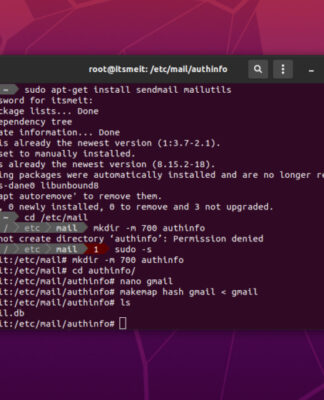 root@itsmeit: /etc/mail/authinfo
~ sudo apt-get install sendmail mailutils
sword for itsmeit:
ackage lists... Done
ependency tree
ate information... Done
is already the newest version (1:3.7-2.1).
set to manually installed.
s already the newest version (8.15.2-18).
ing packages were automatically installed and are no longer re
s-dane0 libunbound8
apt autoremove' to remove them.
, 0 newly installed, 0 to remove and 3 not upgraded.
~ cd /etc/mail
/ etc mail mkdir -m 700 authinfo
not create directory ‘authinfo’: Permission denied
/ etc mail 1 sudo -s
it:/etc/mail# mkdir -m 700 authinfo
it:/etc/mail# cd authinfo/
it:/etc/mail/authinfo# nano gmail
it:/etc/mail/authinfo# makemap hash gmail < gmail
it:/etc/mail/authinfo# ls
il.db
it:/etc/mail/authinfo#